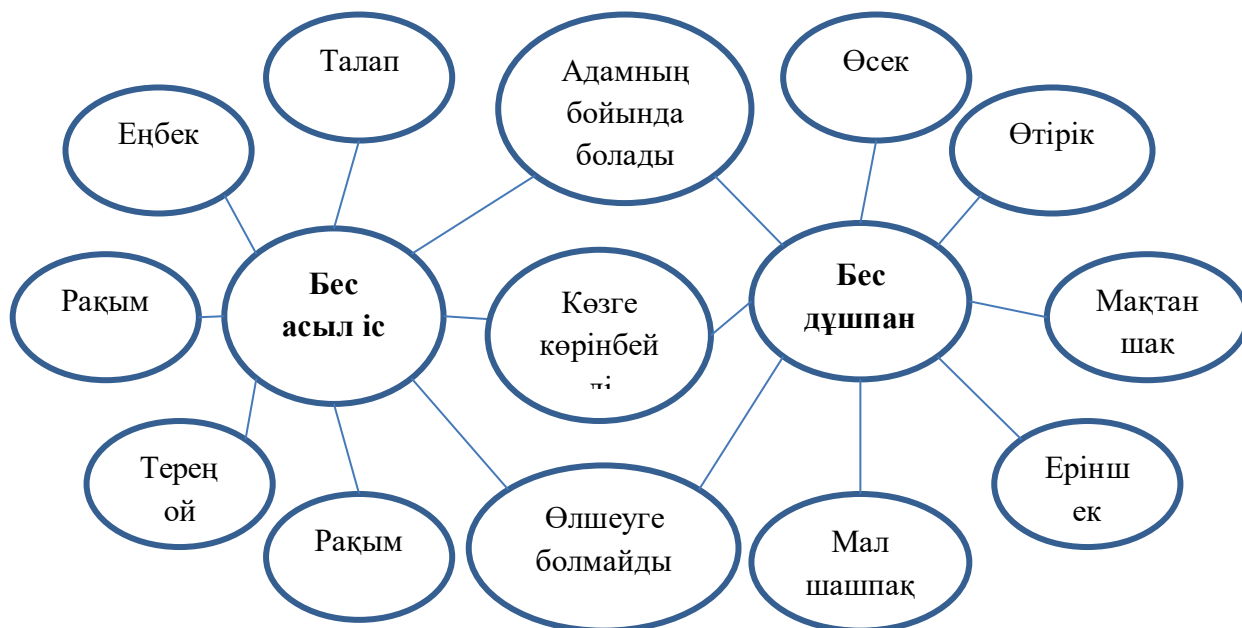 Талап
Адамның
бойында
болады
Өсек
Еңбек
Өтірік
Рақым
Бес
асыл іс
Көзге
көрінбей
ді
Бес
дұшпан
Мақтан
шақ
Терең
ой
Рақым
Өлшеуге
болмайды
Мал
шашпақ
Ерінш
ек